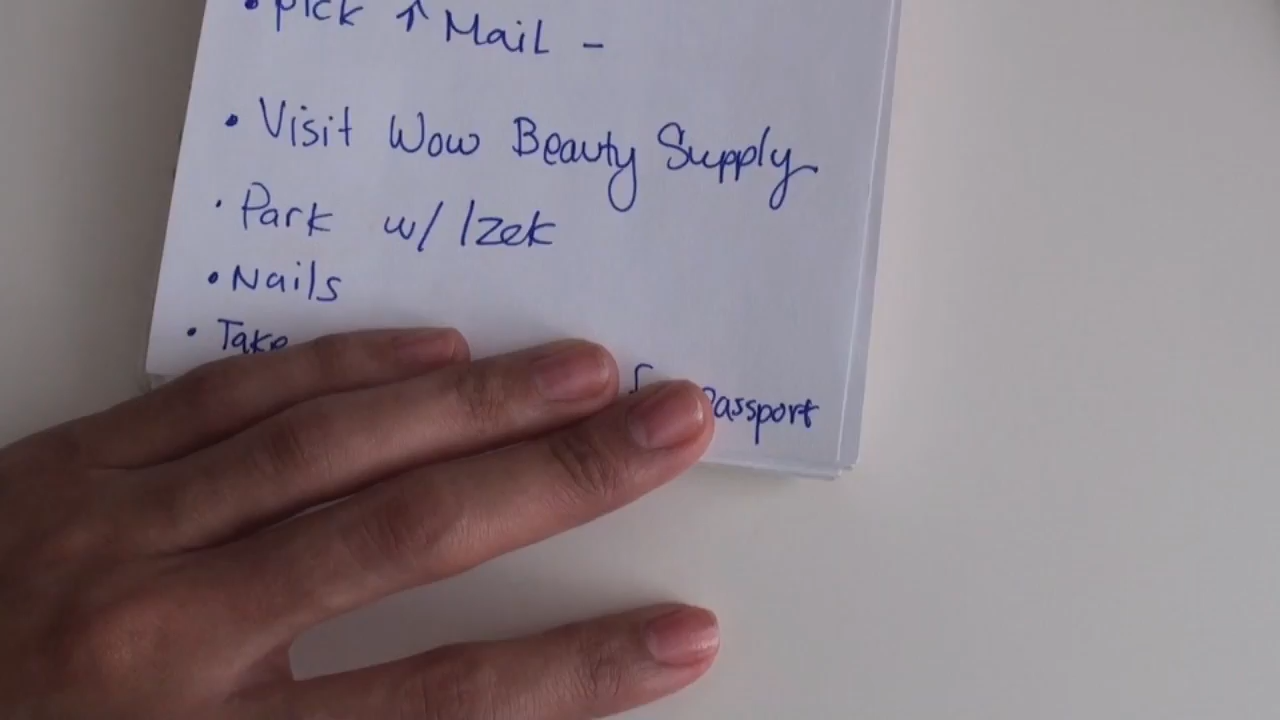 • Pick ↑ Mail -
• Visit Wow Beauty Supply
• Park w/ Izek
• Nails
• Take Passport